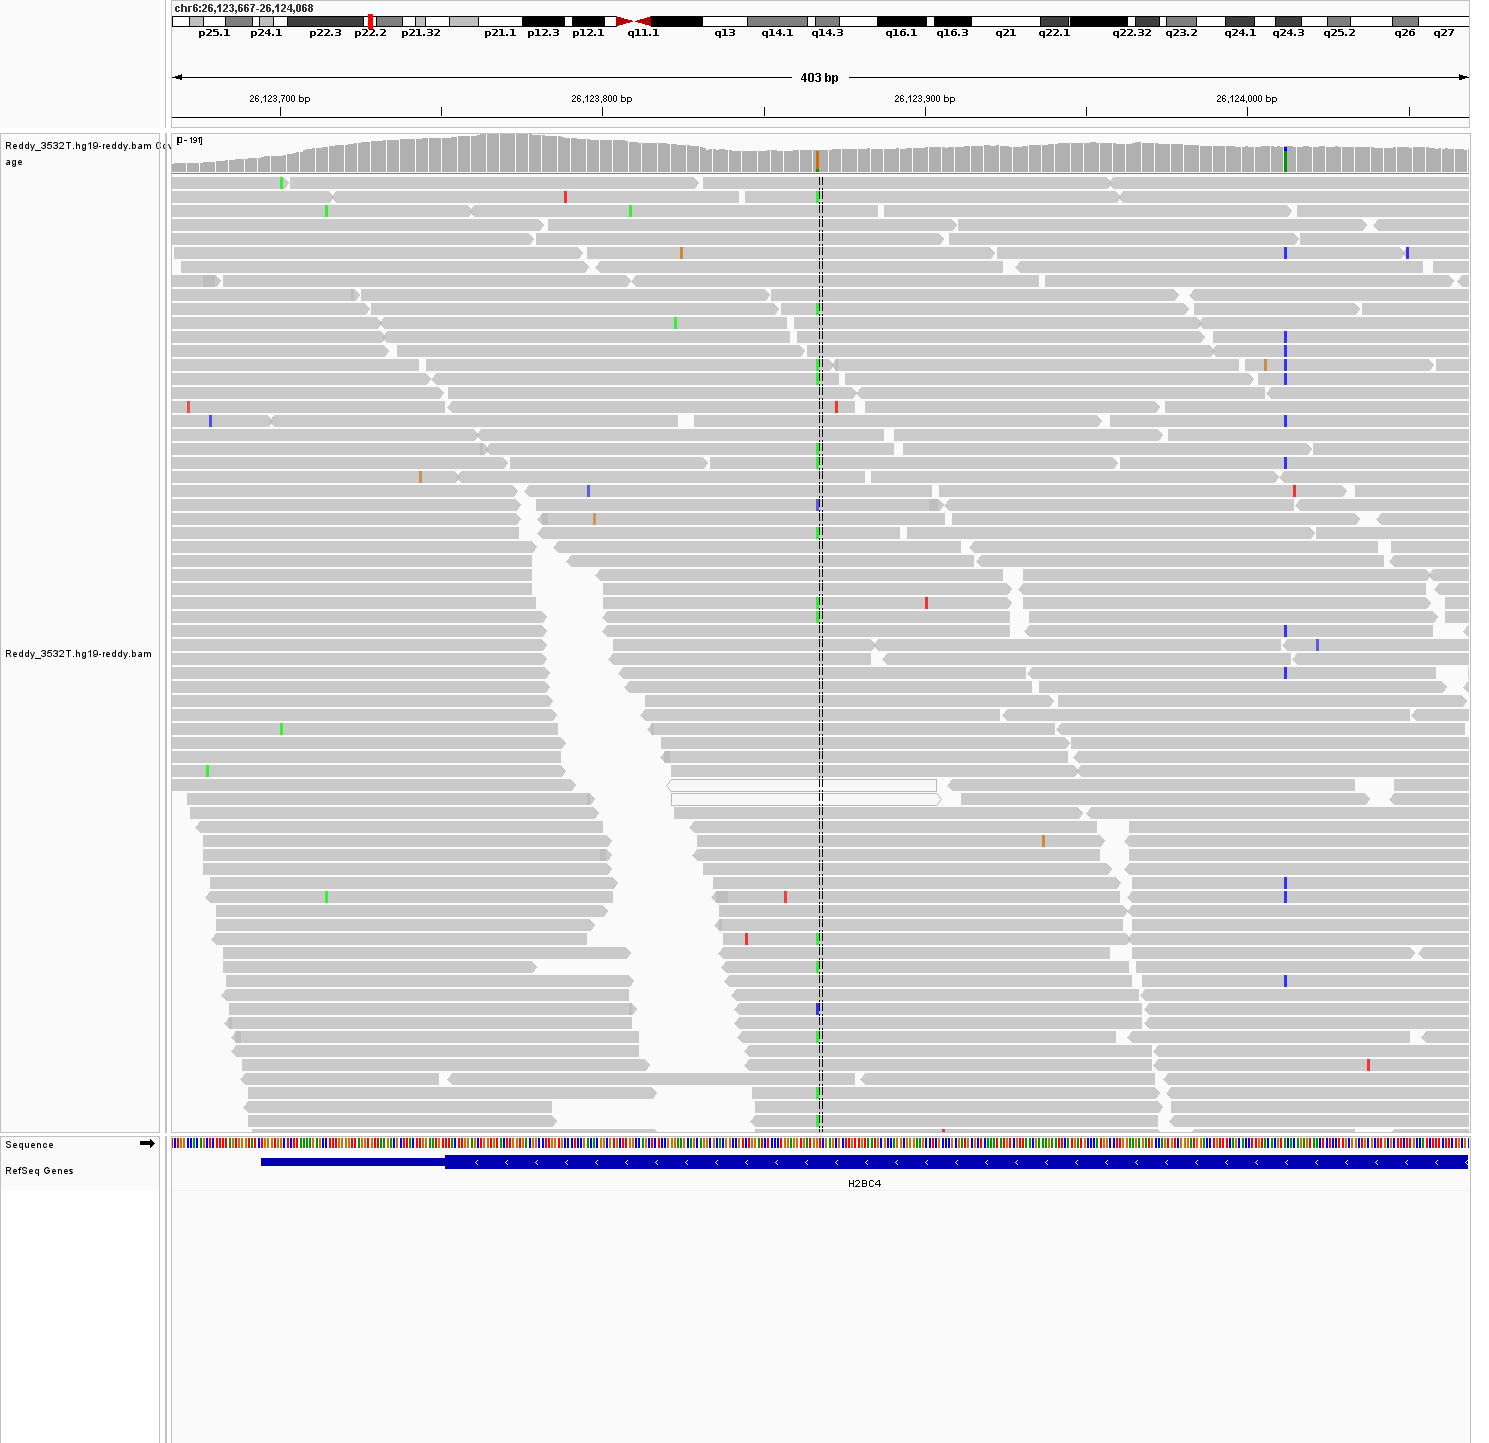 chr6:26,123,667-26,124,068
p25.1 p24.1 p22.3 p22.2 p21.32 p21.1 p12.3 p12.1 q11.1 q13 q14.1 q14.3 q16.1 q16.3 q21 q22.1 q22.32 q23.2 q24.1 q24.3 q25.2 q26 q27
403 bp
26,123,700 bp 26,123,800 bp 26,123,900 bp 26,124,000 bp
[0 - 191]
Reddy_3532T.hg19-reddy.bam Cov
age
Reddy_3532T.hg19-reddy.bam
Sequence
RefSeq Genes
H2BC4